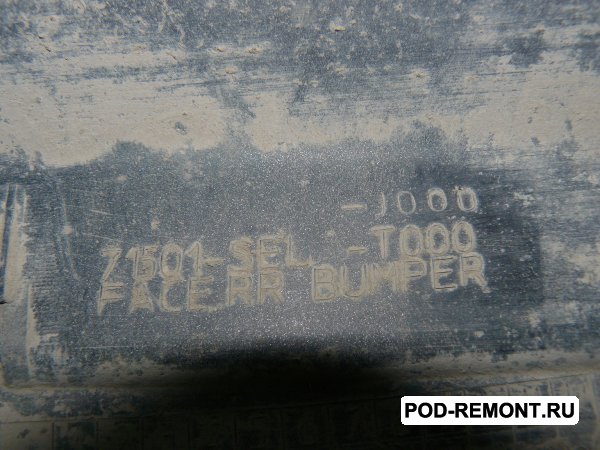 -J000
71501-SEL -T000
FACE.RR BUMPER
POD-REMONT.RU